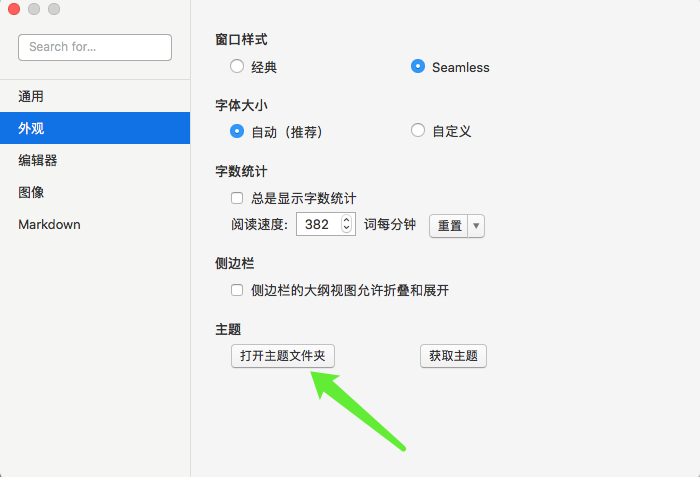 Search for...
通用
外观
编辑器
图像
Markdown
窗口样式
经典 Seamless
字体大小
自动（推荐） 自定义
字数统计
总是显示字数统计
阅读速度: 382 词每分钟 重置
侧边栏
侧边栏的大纲视图允许折叠和展开
主题
打开主题文件夹 获取主题